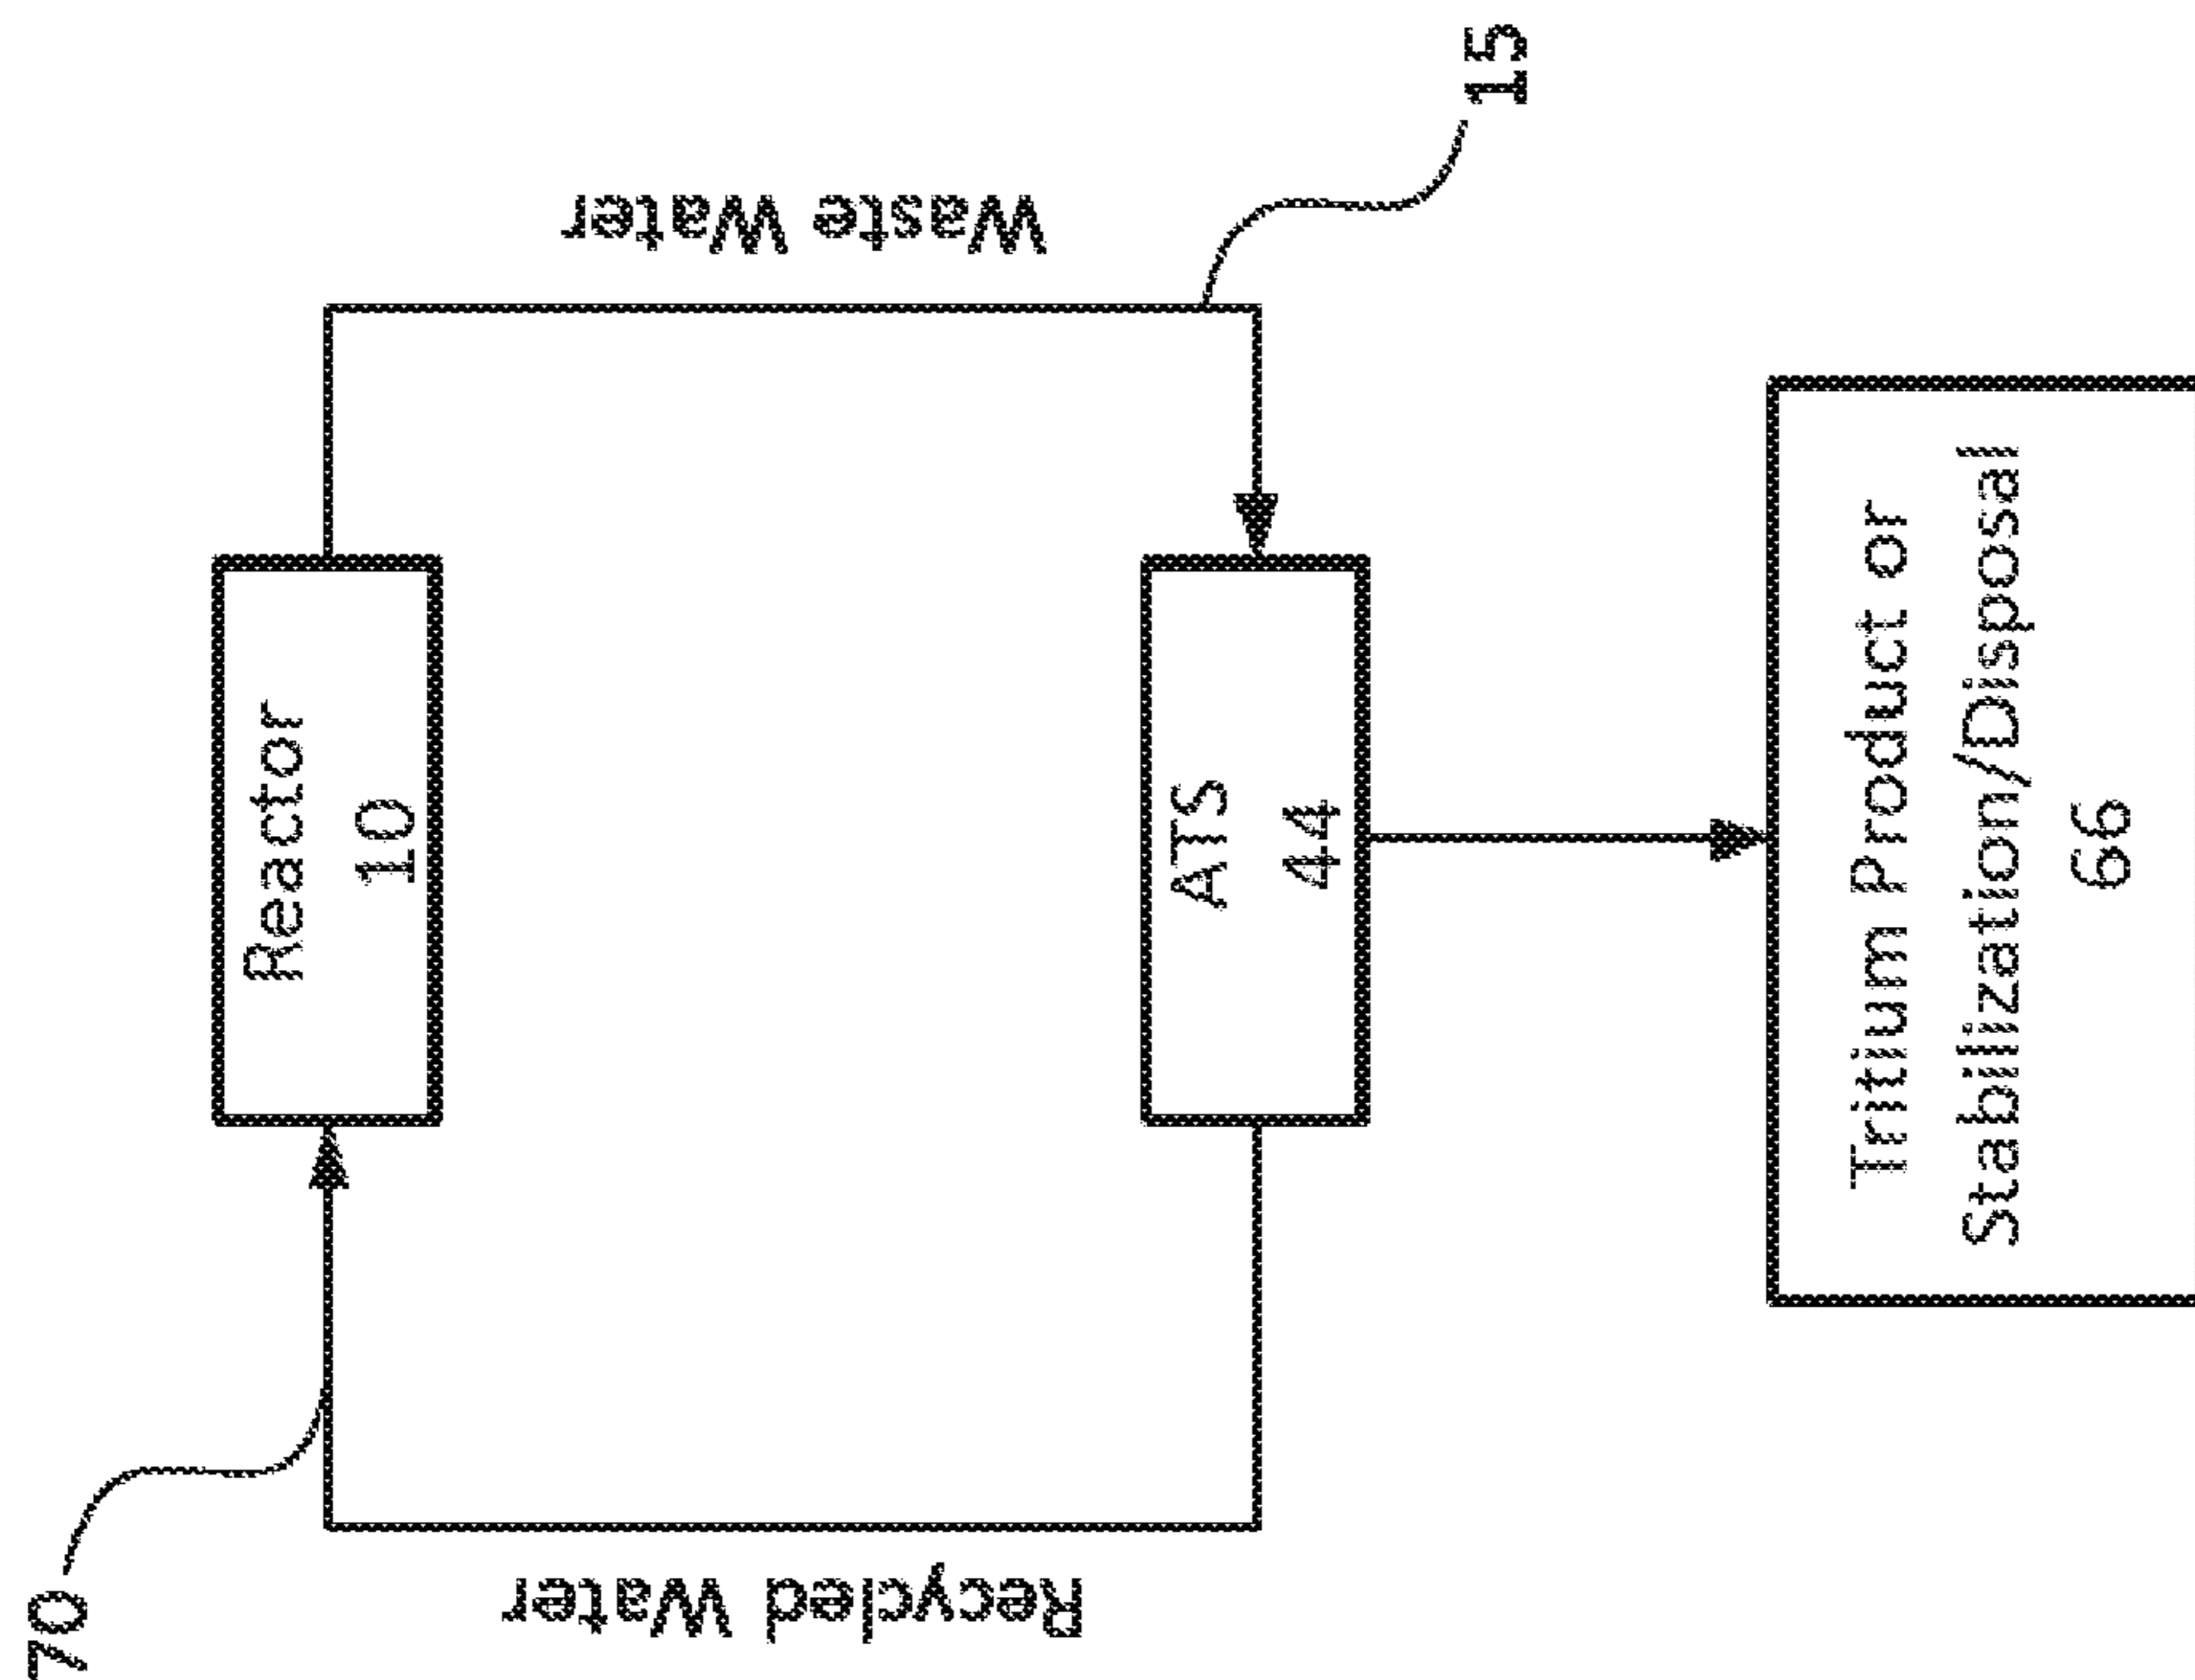 70
Recycled Water
Reactor
10
Waste Water
15
ATS
44
Tritium Product or
Stabilization/Disposal
66